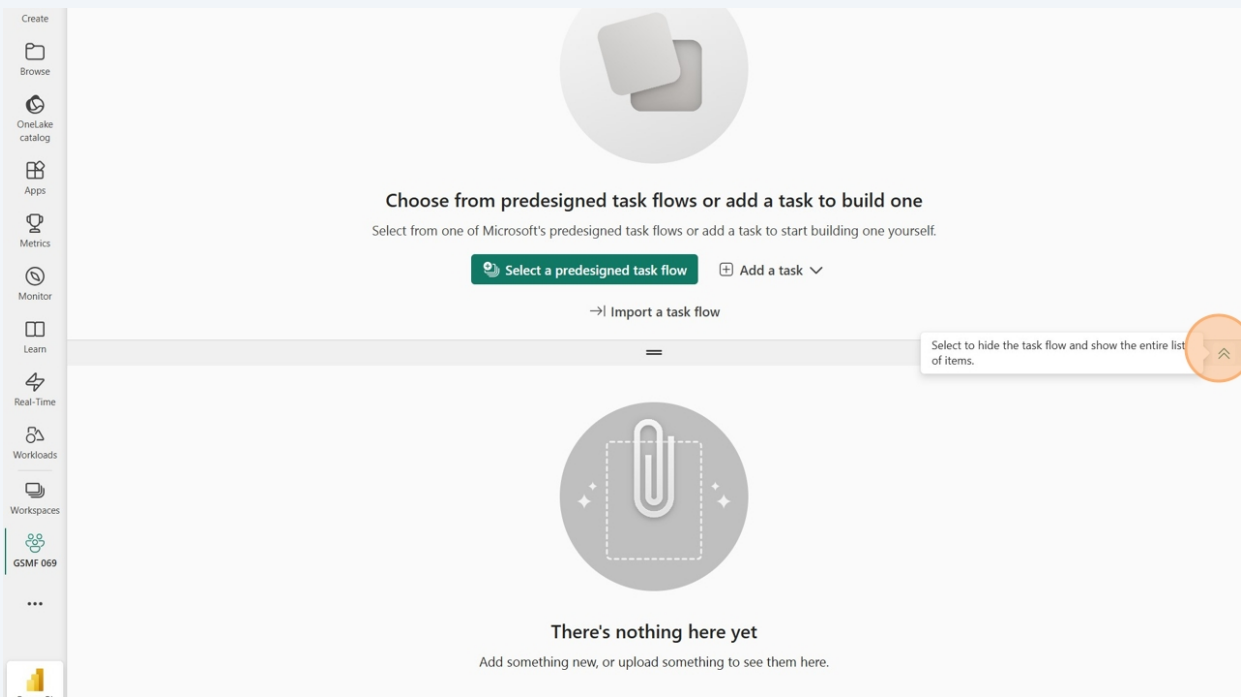 Create
Browse
OneLake
catalog
Apps
Metrics
Monitor
Learn
Real-Time
Workloads
Workspaces
GSMF 069
Choose from predesigned task flows or add a task to build one
Select from one of Microsoft's predesigned task flows or add a task to start building one yourself.
Select a predesigned task flow
Add a task
Import a task flow
Select to hide the task flow and show the entire list
of items.
There's nothing here yet
Add something new, or upload something to see them here.